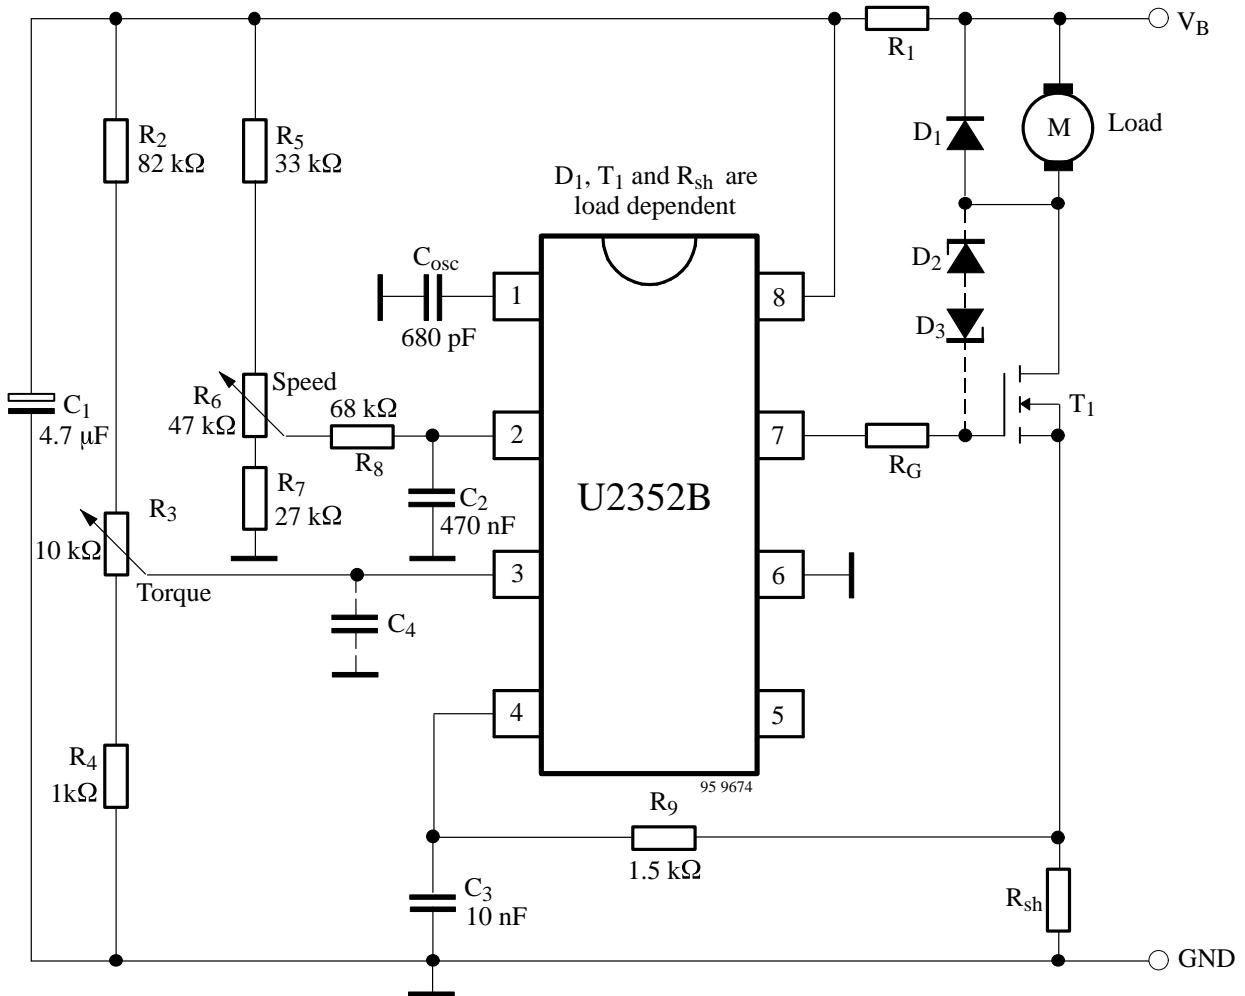 V_B
R_1
R_2
82 kΩ
R_5
33 kΩ
D_1
M
Load
D_1, T_1 and R_sh are
load dependent
C_osc
680 pF
1
8
D_2
D_3
Speed
R_6
47 kΩ
68 kΩ
R_8
2
7
R_G
T_1
C_1
4.7 μF
R_7
27 kΩ
C_2
470 nF
U2352B
R_3
10 kΩ
Torque
3
6
C_4
4
5
R_4
1kΩ
95 9674
R_9
1.5 kΩ
C_3
10 nF
R_sh
GND